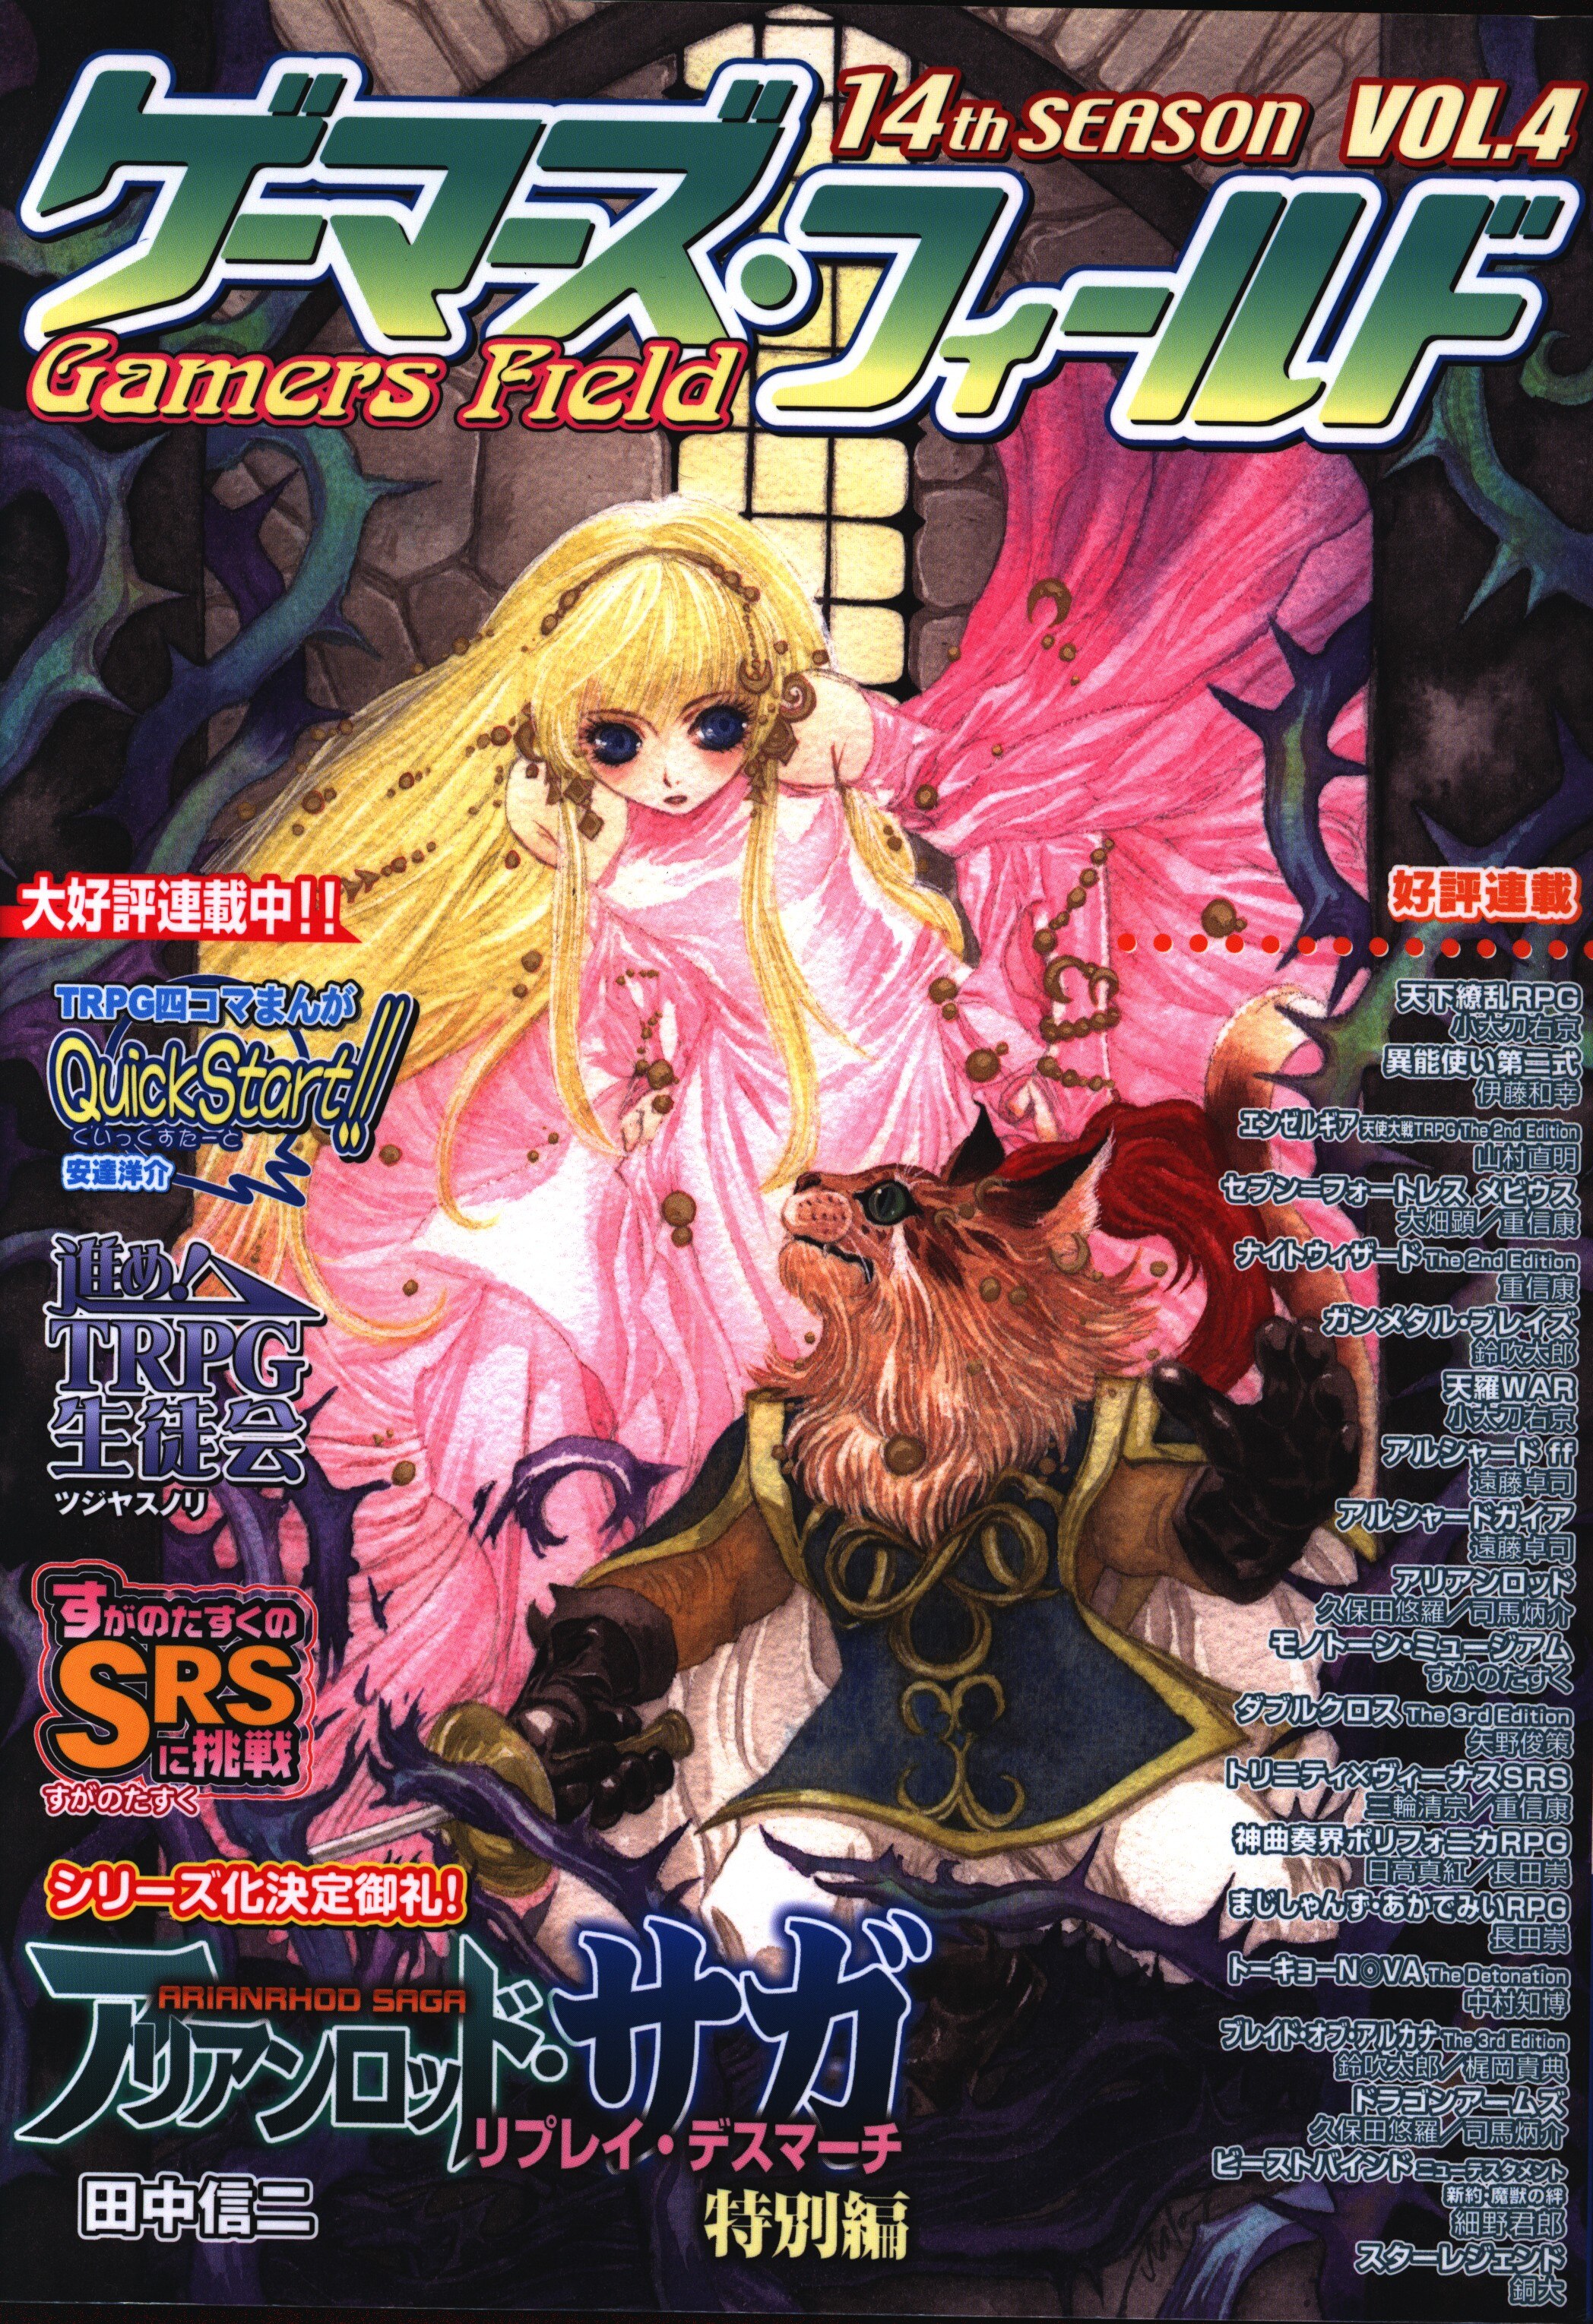 14th SEASON VOL.4
ゲーマーズ・フィールド
Gamers Field
大好評連載中!!
TRPG四コマまんが
QuickStart!!
くいっくすたーと
安達洋介
進め!
TRPG
生徒会
ツジヤスノリ
すがのたすくの
SRS
に挑戦
すがのたすく
シリーズ化決定御礼!
アリアンロッド・サガ
ARIANRHOD SAGA
リプレイ・デスマーチ
特別編
田中信二
好評連載
天下繚乱RPG
小太刀右京
異能使い第二式
伊藤和幸
エンゼルギア 天使大戦TRPG The 2nd Edition
山村直明
セブン=フォートレス メビウス
大畑顕／重信康
ナイトウィザード The 2nd Edition
重信康
ガンメタル・ブレイズ
鈴吹太郎
天羅WAR
小太刀右京
アルシャード ff
遠藤卓司
アルシャードガイア
遠藤卓司
アリアンロッド
久保田悠羅／司馬炳介
モノトーン・ミュージアム
すがのたすく
ダブルクロス The 3rd Edition
矢野俊策
トリニティ×ヴィーナスSRS
三輪清宗／重信康
神曲奏界ポリフォニカRPG
日高真紅／長田崇
まじしゃんず・あかでみいRPG
長田崇
トーキョーN◎VA The Detonation
中村知博
ブレイド・オブ・アルカナ The 3rd Edition
鈴吹太郎／梶岡貴典
ドラゴンアームズ
久保田悠羅／司馬炳介
ビーストバインド ニューテスタメント
新約・魔獣の絆
細野君郎
スターレジェンド
銅大